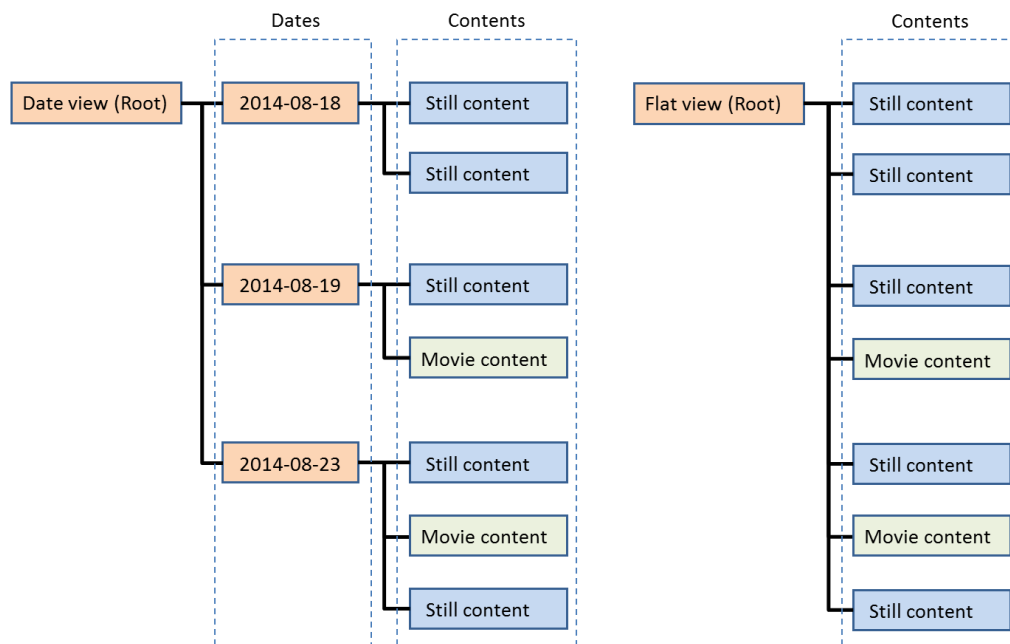 Dates
Contents
Contents
Date view (Root)
2014-08-18
Still content
Flat view (Root)
Still content
Still content
Still content
2014-08-19
Still content
Still content
Movie content
Movie content
2014-08-23
Still content
Still content
Movie content
Movie content
Still content
Still content